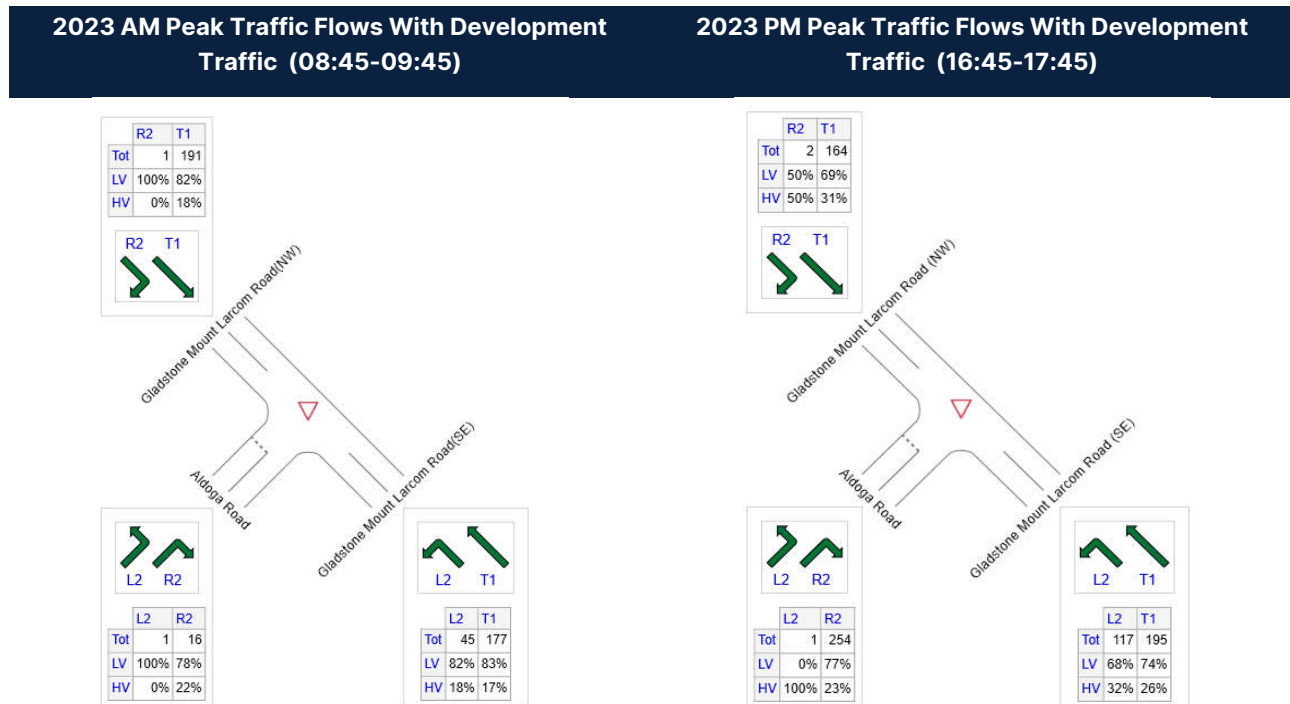 2023 AM Peak Traffic Flows With Development
Traffic (08:45-09:45)
R2 T1
Tot 1 191
LV 100% 82%
HV 0% 18%
R2 T1
Gladstone Mount Larcom Road(NW)
Aldoga Road
Gladstone Mount Larcom Road(SE)
L2 R2
L2 R2
Tot 1 16
LV 100% 78%
HV 0% 22%
L2 T1
L2 T1
Tot 45 177
LV 82% 83%
HV 18% 17%
2023 PM Peak Traffic Flows With Development
Traffic (16:45-17:45)
R2 T1
Tot 2 164
LV 50% 69%
HV 50% 31%
R2 T1
Gladstone Mount Larcom Road (NW)
Aldoga Road
Gladstone Mount Larcom Road (SE)
L2 R2
L2 R2
Tot 1 254
LV 0% 77%
HV 100% 23%
L2 T1
L2 T1
Tot 117 195
LV 68% 74%
HV 32% 26%